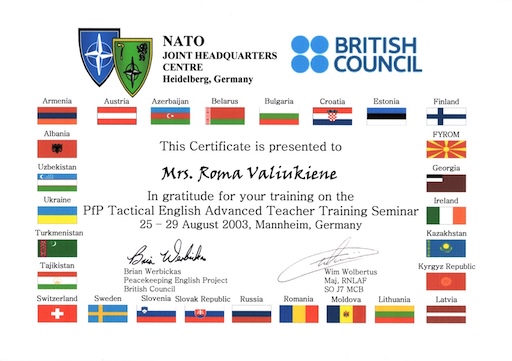 NATO
JOINT HEADQUARTERS
CENTRE
Heidelberg, Germany
BRITISH
COUNCIL
Armenia Austria Azerbaijan Belarus Bulgaria Croatia Estonia Finland
Albania
FYROM
Uzbekistan
Georgia
Ukraine
Ireland
Turkmenistan
Kazakhstan
Tajikistan
Kyrgyz Republic
This Certificate is presented to
Mrs. Roma Valiukiene
In gratitude for your training on the
PfP Tactical English Advanced Teacher Training Seminar
25 - 29 August 2003, Mannheim, Germany
Brian Werbickas
Brian Werbickas
Peacekeeping English Project
British Council
Wim Wolbertus
Maj, RNLAF
SO J7 MCB
Switzerland Sweden Slovenia Slovak Republic Russia Romania Moldova Lithuania Latvia